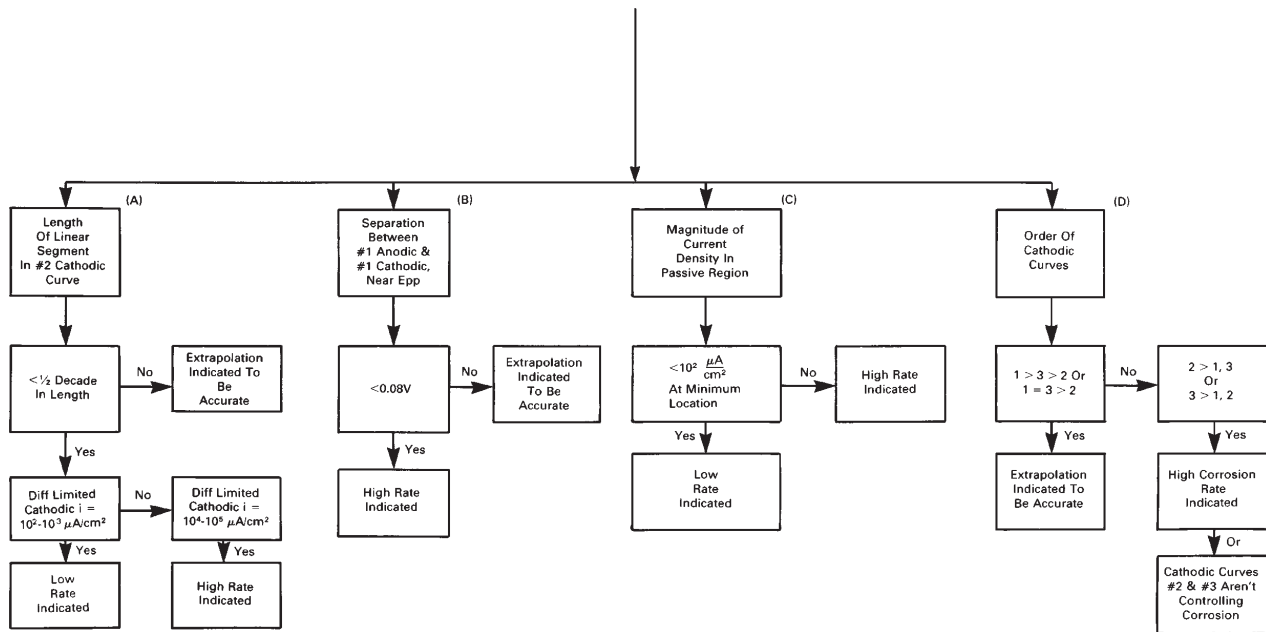 (A)
Length
Of Linear
Segment
In #2 Cathodic
Curve
<½ Decade
In Length
No
Extrapolation
Indicated To
Be
Accurate
Yes
Diff Limited
Cathodic i =
10²-10³ μA/cm²
No
Diff Limited
Cathodic i =
10⁴-10⁵ μA/cm²
Yes
Low
Rate
Indicated
High Rate
Indicated
(B)
Separation
Between
#1 Anodic &
#1 Cathodic,
Near Epp
<0.08V
No
Extrapolation
Indicated
To Be
Accurate
Yes
High Rate
Indicated
(C)
Magnitude of
Current
Density In
Passive Region
<10² μA/cm²
At Minimum
Location
No
High Rate
Indicated
Yes
Low
Rate
Indicated
(D)
Order Of
Cathodic
Curves
1 > 3 > 2 Or
1 = 3 > 2
No
2 > 1, 3
Or
3 > 1, 2
Yes
Extrapolation
Indicated To
Be Accurate
Yes
High Corrosion
Rate
Indicated
Or
Cathodic Curves
#2 & #3 Aren't
Controlling
Corrosion